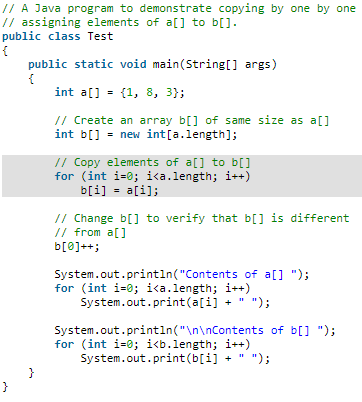 // A Java program to demonstrate copying by one by one
// assigning elements of a[] to b[].
public class Test
{
    public static void main(String[] args)
    {
        int a[] = {1, 8, 3};

        // Create an array b[] of same size as a[]
        int b[] = new int[a.length];

        // Copy elements of a[] to b[]
        for (int i=0; i<a.length; i++)
            b[i] = a[i];

        // Change b[] to verify that b[] is different
        // from a[]
        b[0]++;

        System.out.println("Contents of a[] ");
        for (int i=0; i<a.length; i++)
            System.out.print(a[i] + " ");

        System.out.println("\n\nContents of b[] ");
        for (int i=0; i<b.length; i++)
            System.out.print(b[i] + " ");
    }
}